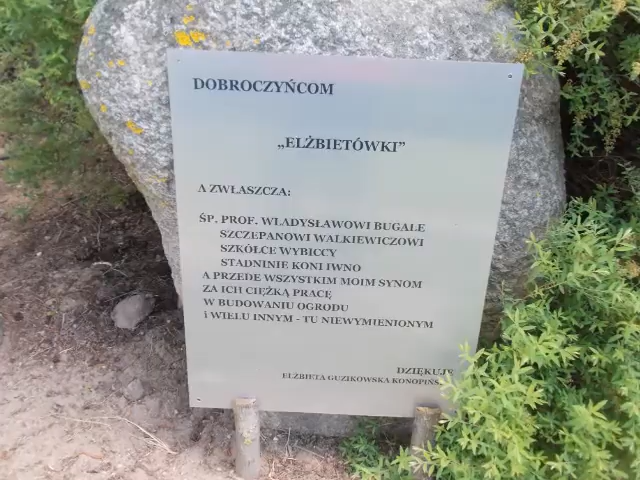 DOBROCZYŃCOM
„ELŻBIETÓWKI”
A ZWŁASZCZA:
ŚP. PROF. WŁADYSŁAWOWI BUGALE
SZCZEPANOWI WALKIEWICZOWI
SZKÓŁCE WYBICCY
STADNINIE KONI IWNO
A PRZEDE WSZYSTKIM MOIM SYNOM
ZA ICH CIĘŻKĄ PRACĘ
W BUDOWANIU OGRODU
i WIELU INNYM - TU NIEWYMIENIONYM
DZIĘKUJĘ
ELŻBIETA GUZIKOWSKA